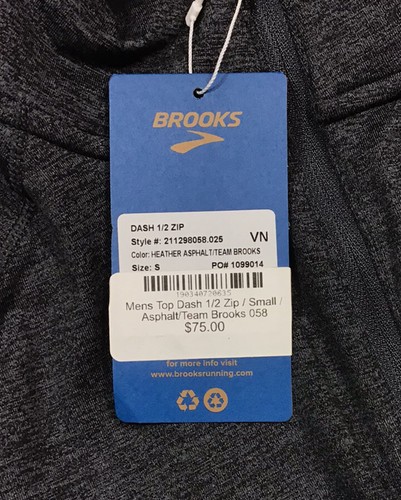 BROOKS
DASH 1/2 ZIP
Style #: 211298058.025 VN
Color: HEATHER ASPHALT/TEAM BROOKS
Size: S PO# 1099014
190340720635
Mens Top Dash 1/2 Zip / Small /
Asphalt/Team Brooks 058
$75.00
for more info visit
www.brooksrunning.com